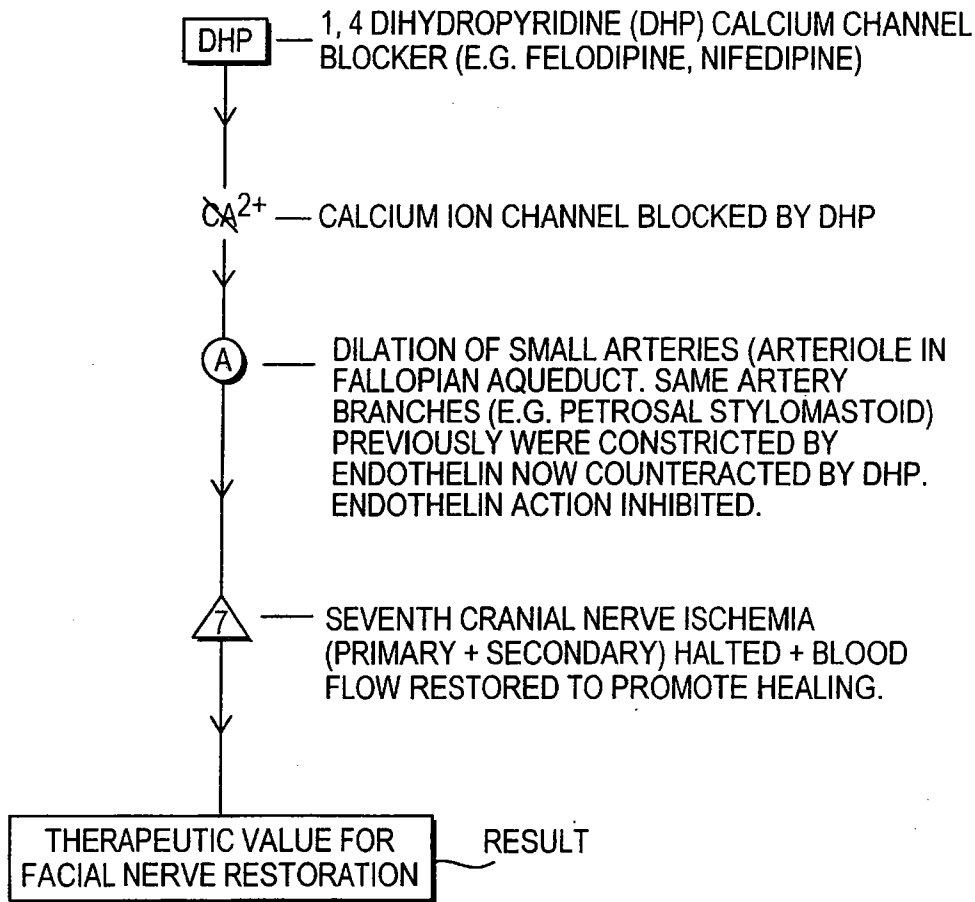 DHP
1, 4 DIHYDROPYRIDINE (DHP) CALCIUM CHANNEL
BLOCKER (E.G. FELODIPINE, NIFEDIPINE)
CA2+
CALCIUM ION CHANNEL BLOCKED BY DHP
A
DILATION OF SMALL ARTERIES (ARTERIOLE IN
FALLOPIAN AQUEDUCT. SAME ARTERY
BRANCHES (E.G. PETROSAL STYLOMASTOID)
PREVIOUSLY WERE CONSTRICTED BY
ENDOTHELIN NOW COUNTERACTED BY DHP.
ENDOTHELIN ACTION INHIBITED.
7
SEVENTH CRANIAL NERVE ISCHEMIA
(PRIMARY + SECONDARY) HALTED + BLOOD
FLOW RESTORED TO PROMOTE HEALING.
THERAPEUTIC VALUE FOR
FACIAL NERVE RESTORATION
RESULT